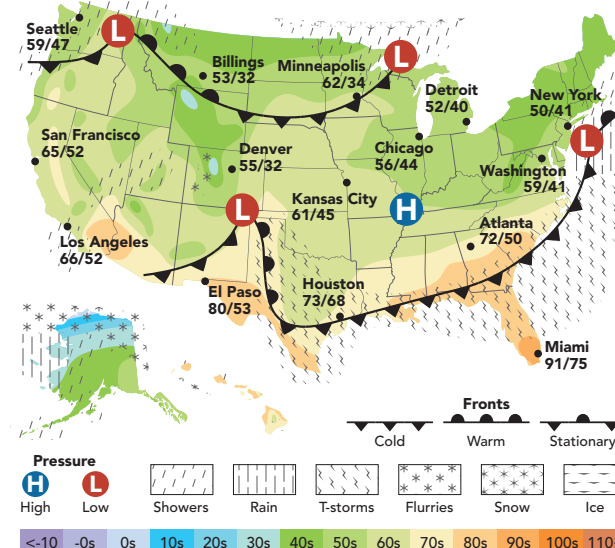 Seattle
59/47
L
L
Billings
53/32
Minneapolis
62/34
Detroit
52/40
New York
50/41
L
San Francisco
65/52
Denver
55/32
Chicago
56/44
Washington
59/41
Kansas City
61/45
L
H
Atlanta
72/50
Los Angeles
66/52
El Paso
80/53
Houston
73/68
Miami
91/75
Fronts
Cold
Warm
Stationary
Pressure
H
L
High
Low
Showers
Rain
T-storms
Flurries
Snow
Ice
<-10
-0s
0s
10s
20s
30s
40s
50s
60s
70s
80s
90s
100s
110s